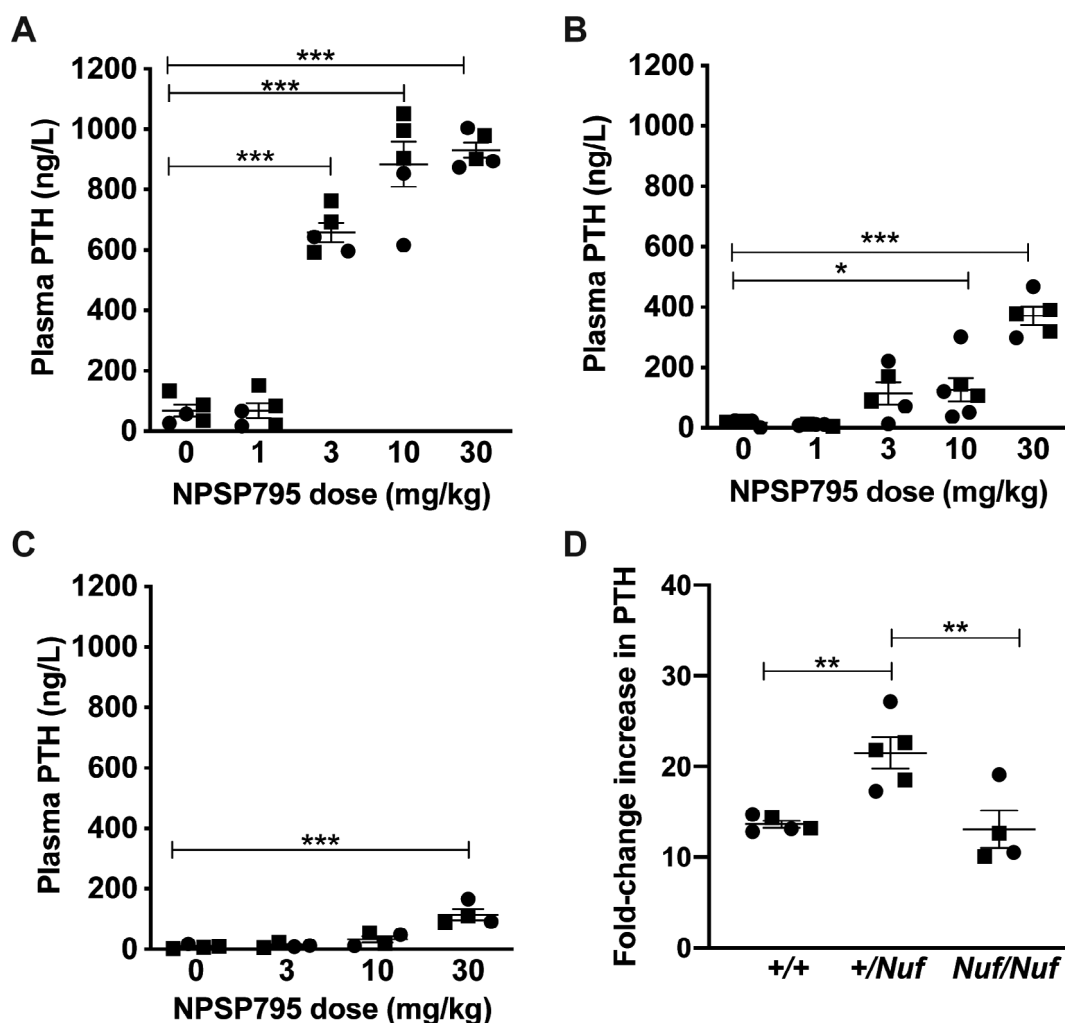 A
Plasma PTH (ng/L)
1200
1000
800
600
400
200
0
***
***
***
0 1 3 10 30
NPSP795 dose (mg/kg)
B
Plasma PTH (ng/L)
1200
1000
800
600
400
200
0
***
*
0 1 3 10 30
NPSP795 dose (mg/kg)
C
Plasma PTH (ng/L)
1200
1000
800
600
400
200
0
***
0 3 10 30
NPSP795 dose (mg/kg)
D
Fold-change increase in PTH
40
30
20
10
0
**
**
+/+ +/Nuf Nuf/Nuf